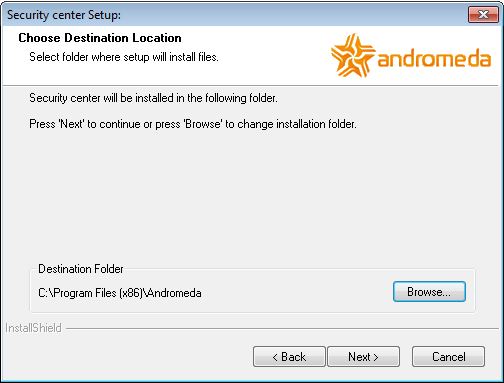 Security center Setup:
Choose Destination Location
Select folder where setup will install files.
andromeda
Security center will be installed in the following folder.
Press 'Next' to continue or press 'Browse' to change installation folder.
Destination Folder
C:\Program Files (x86)\Andromeda
Browse...
InstallShield
< Back
Next >
Cancel